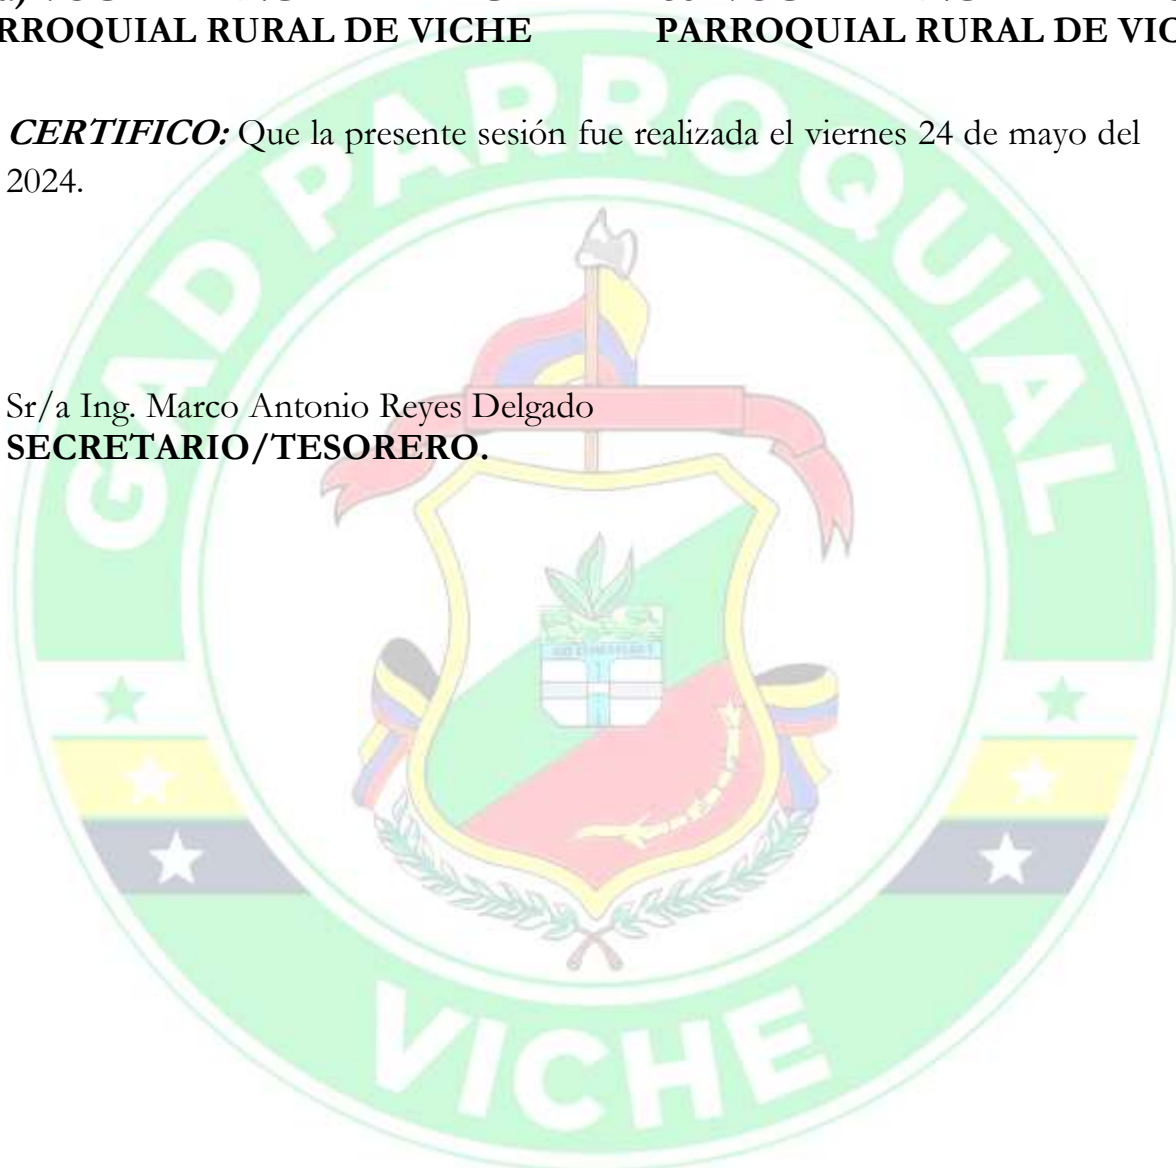 RROQUIAL RURAL DE VICHE
PARROQUIAL RURAL DE VIC
CERTIFICO: Que la presente sesión fue realizada el viernes 24 de mayo del
2024.
Sr/a Ing. Marco Antonio Reyes Delgado
SECRETARIO/TESORERO.
GAD PARROQUIAL
VICHE